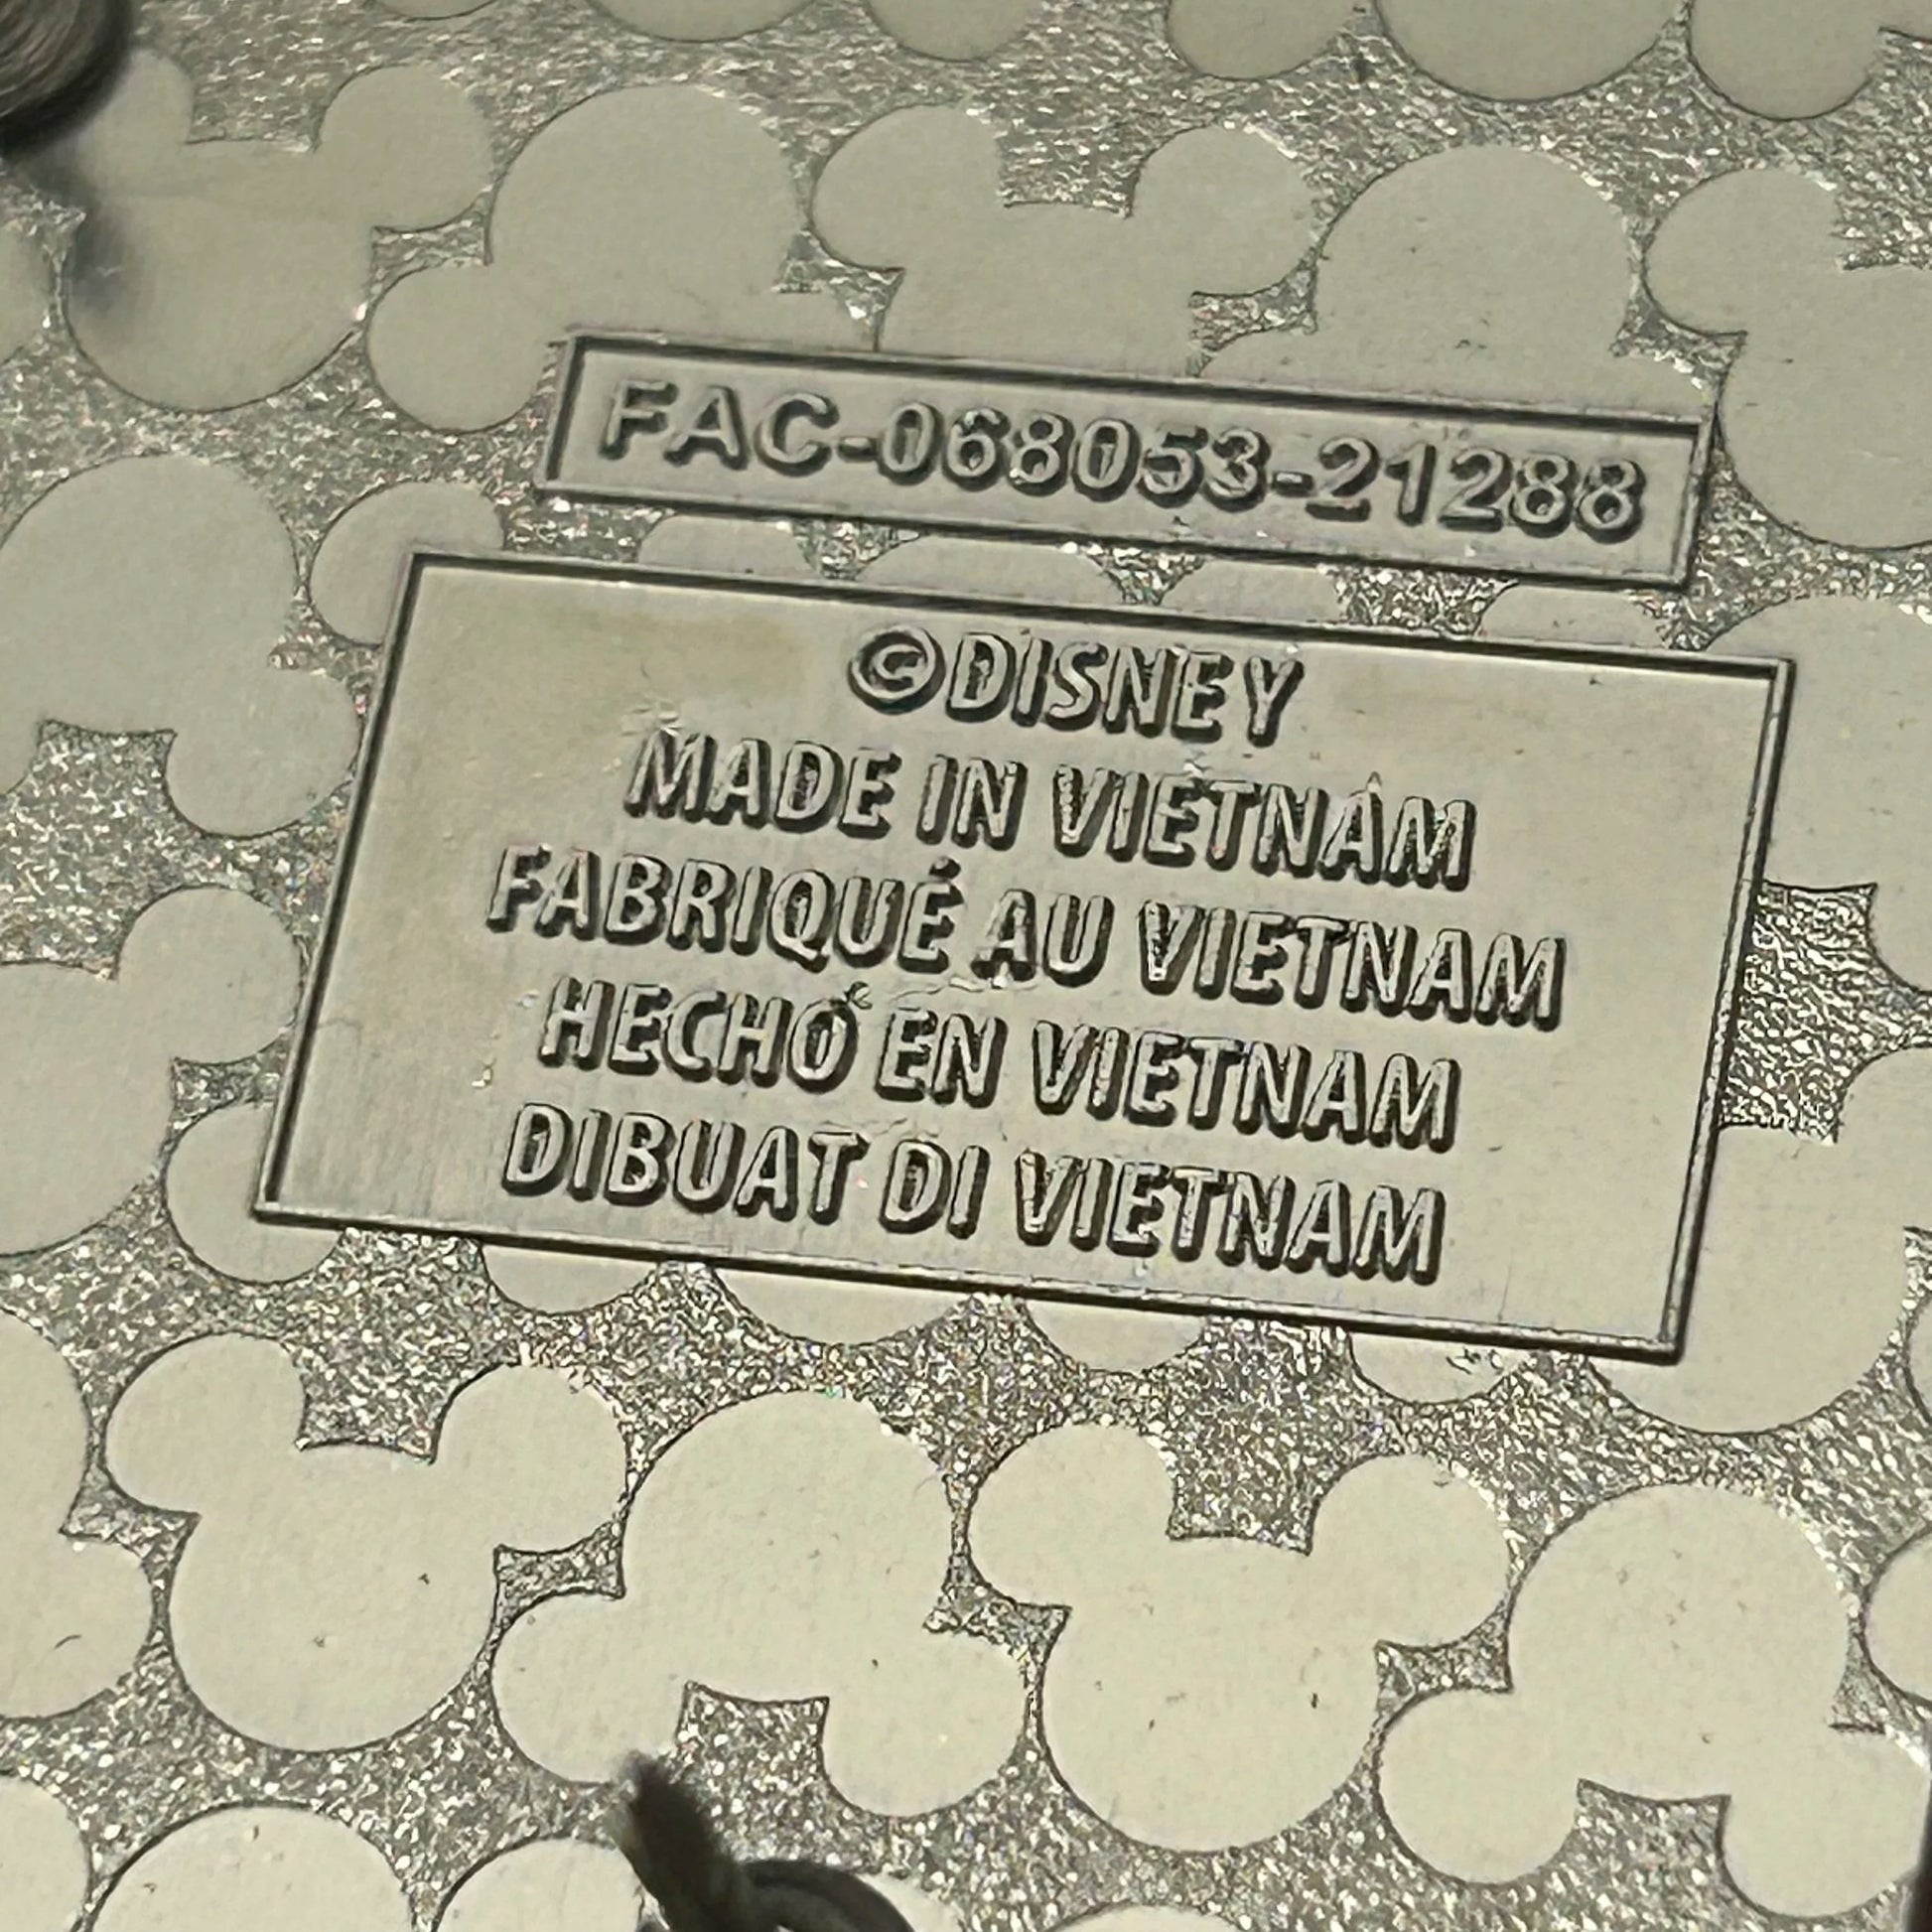 FAC-068053-21288
©DISNEY
MADE IN VIETNAM
FABRIQUÉ AU VIETNAM
HECHO EN VIETNAM
DIBUAT DI VIETNAM